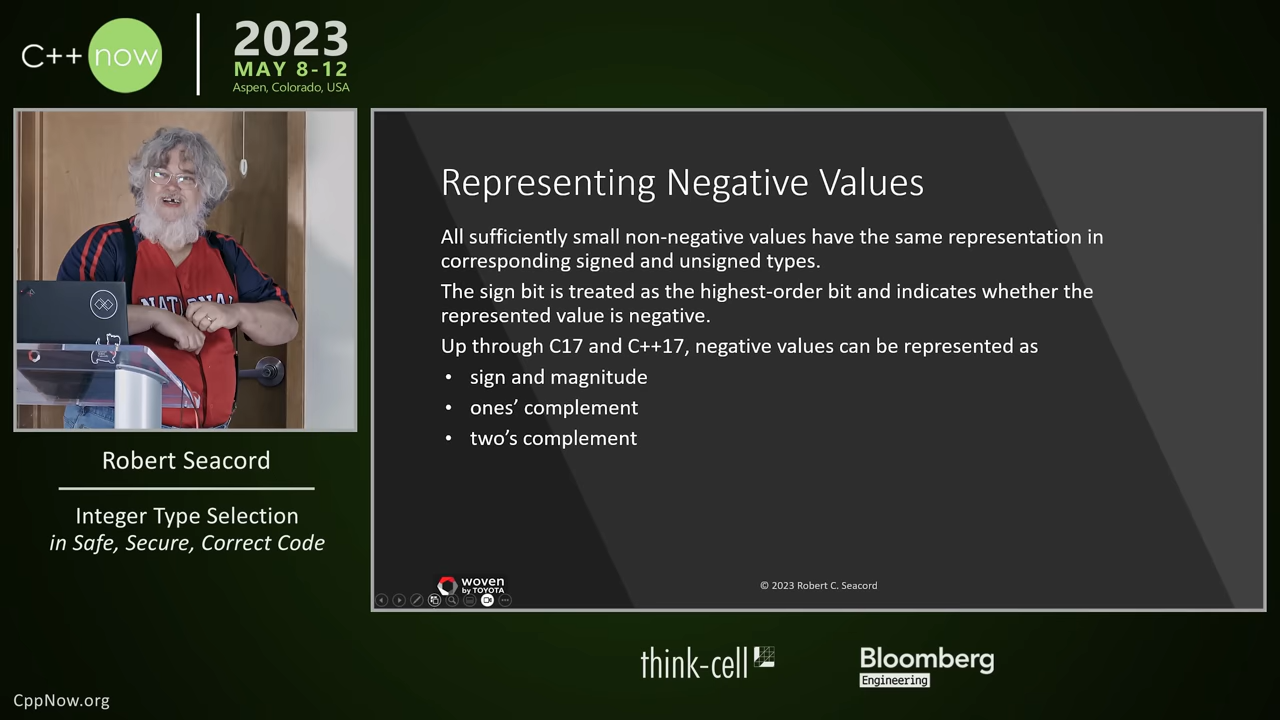 C++ now
2023
MAY 8-12
Aspen, Colorado, USA
NATIONAL
Robert Seacord
Integer Type Selection
in Safe, Secure, Correct Code
Representing Negative Values
All sufficiently small non-negative values have the same representation in
corresponding signed and unsigned types.
The sign bit is treated as the highest-order bit and indicates whether the
represented value is negative.
Up through C17 and C++17, negative values can be represented as
• sign and magnitude
• ones’ complement
• two’s complement
woven
by TOYOTA
© 2023 Robert C. Seacord
think-cell
Bloomberg
Engineering
CppNow.org